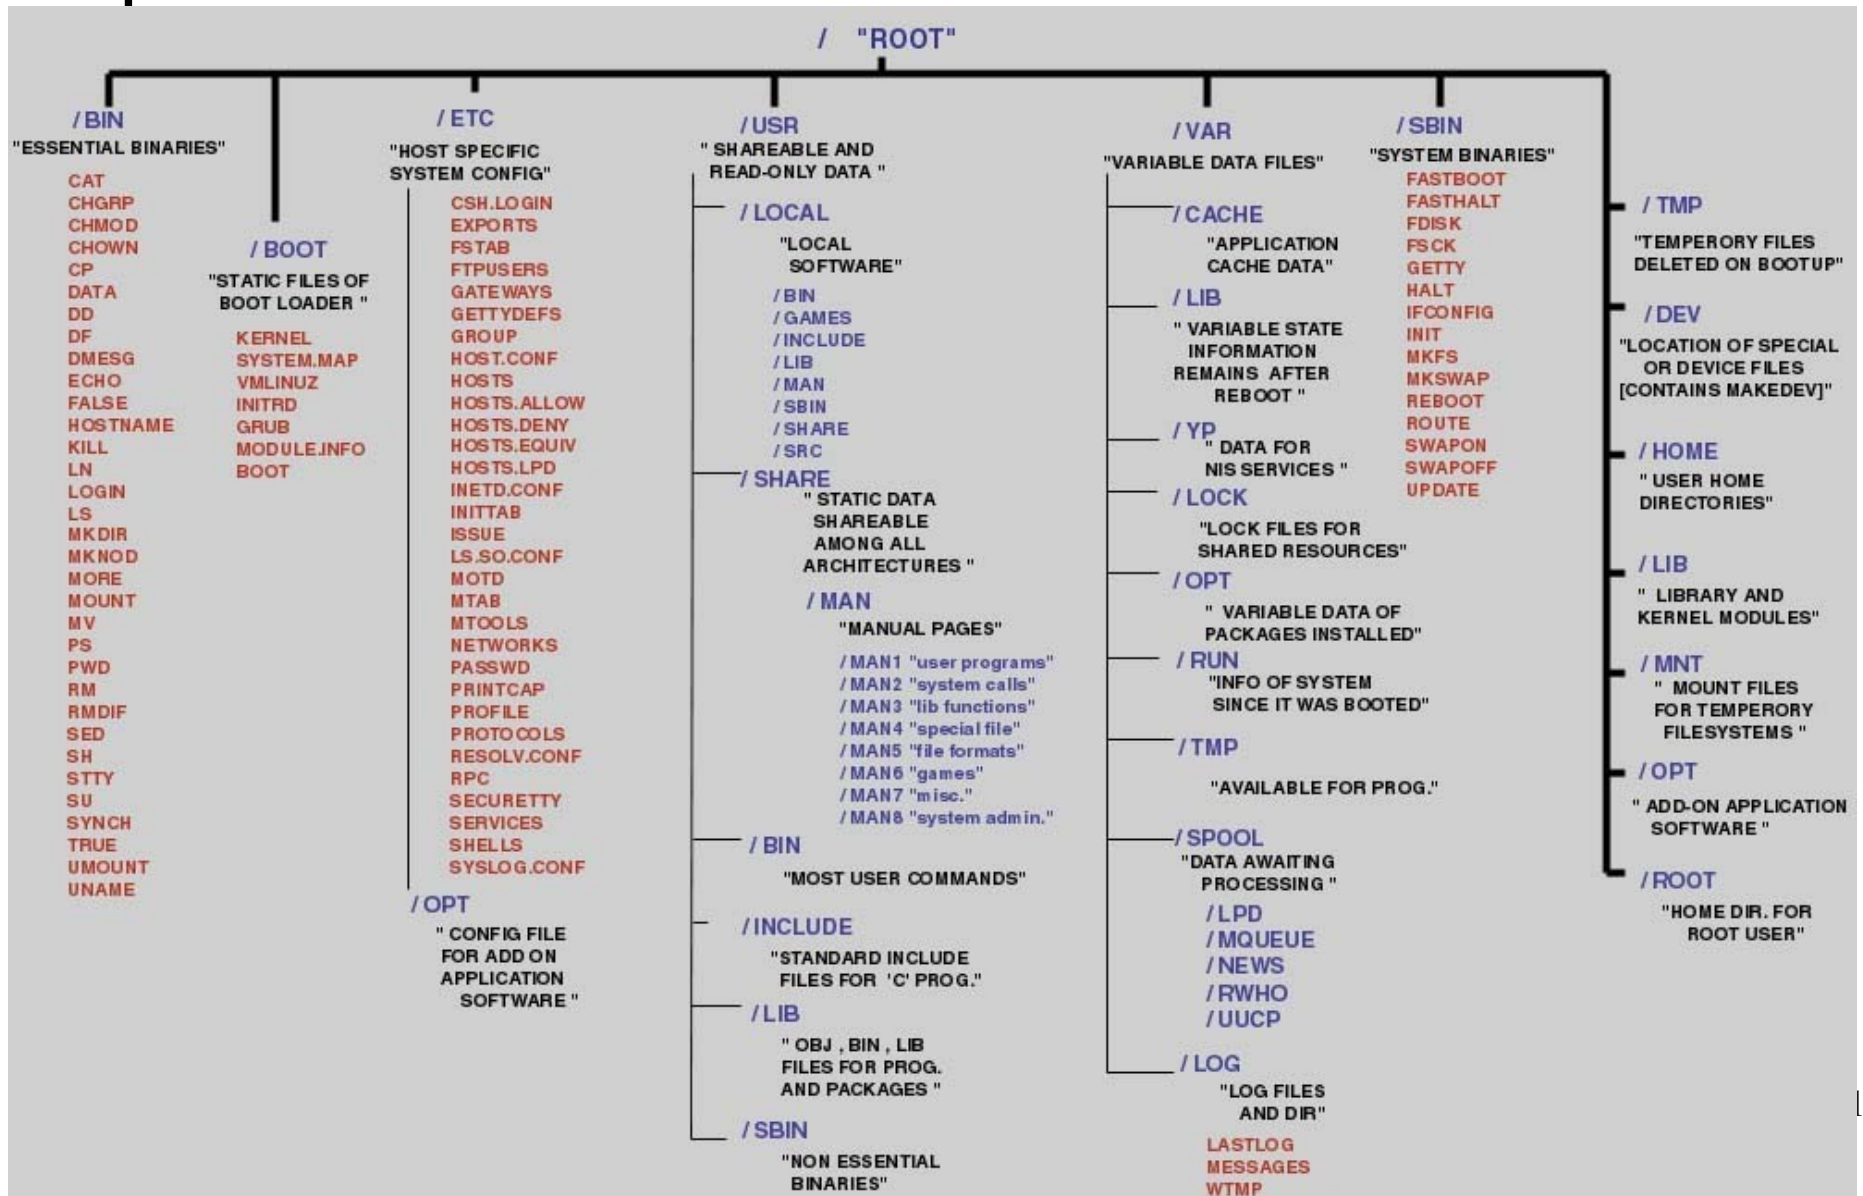 / "ROOT"
/BIN
"ESSENTIAL BINARIES"
CAT
CHGRP
CHMOD
CHOWN
CP
DATA
DD
DF
DMESG
ECHO
FALSE
HOSTNAME
KILL
LN
LOGIN
LS
MKDIR
MKNOD
MORE
MOUNT
MV
PS
PWD
RM
RMDIF
SED
SH
STTY
SU
SYNCH
TRUE
UMOUNT
UNAME
/BOOT
"STATIC FILES OF
BOOT LOADER "
KERNEL
SYSTEM.MAP
VMLINUZ
INITRD
GRUB
MODULE.INFO
BOOT
/ETC
"HOST SPECIFIC
SYSTEM CONFIG"
CSH.LOGIN
EXPORTS
FSTAB
FTPUSERS
GATEWAYS
GETTYDEFS
GROUP
HOST.CONF
HOSTS
HOSTS.ALLOW
HOSTS.DENY
HOSTS.EQUIV
HOSTS.LPD
INETD.CONF
INITTAB
ISSUE
LS.SO.CONF
MOTD
MTAB
MTOOLS
NETWORKS
PASSWD
PRINTCAP
PROFILE
PROTOCOLS
RESOLV.CONF
RPC
SECURETTY
SERVICES
SHELLS
SYSLOG.CONF
/OPT
" CONFIG FILE
FOR ADD ON
APPLICATION
SOFTWARE "
/USR
" SHAREABLE AND
READ-ONLY DATA "
/LOCAL
"LOCAL
SOFTWARE"
/BIN
/GAMES
/INCLUDE
/LIB
/MAN
/SBIN
/SHARE
/SRC
/SHARE
" STATIC DATA
SHAREABLE
AMONG ALL
ARCHITECTURES "
/MAN
"MANUAL PAGES"
/MAN1 "user programs"
/MAN2 "system calls"
/MAN3 "lib functions"
/MAN4 "special file"
/MAN5 "file formats"
/MAN6 "games"
/MAN7 "misc."
/MAN8 "system admin."
/BIN
"MOST USER COMMANDS"
/INCLUDE
"STANDARD INCLUDE
FILES FOR 'C' PROG."
/LIB
" OBJ , BIN , LIB
FILES FOR PROG.
AND PACKAGES "
/SBIN
"NON ESSENTIAL
BINARIES"
/VAR
"VARIABLE DATA FILES"
/CACHE
"APPLICATION
CACHE DATA"
/LIB
" VARIABLE STATE
INFORMATION
REMAINS AFTER
REBOOT "
/YP
" DATA FOR
NIS SERVICES "
/LOCK
"LOCK FILES FOR
SHARED RESOURCES"
/OPT
" VARIABLE DATA OF
PACKAGES INSTALLED"
/RUN
"INFO OF SYSTEM
SINCE IT WAS BOOTED"
/TMP
"AVAILABLE FOR PROG."
/SPOOL
"DATA AWAITING
PROCESSING "
/LPD
/MQUEUE
/NEWS
/RWHO
/UUCP
/LOG
"LOG FILES
AND DIR"
LASTLOG
MESSAGES
WTMP
/SBIN
"SYSTEM BINARIES"
FASTBOOT
FASTHALT
FDISK
FSCK
GETTY
HALT
IFCONFIG
INIT
MKFS
MKSWAP
REBOOT
ROUTE
SWAPON
SWAPOFF
UPDATE
/TMP
"TEMPERORY FILES
DELETED ON BOOTUP"
/DEV
"LOCATION OF SPECIAL
OR DEVICE FILES
[CONTAINS MAKEDEV]"
/HOME
" USER HOME
DIRECTORIES"
/LIB
" LIBRARY AND
KERNEL MODULES"
/MNT
" MOUNT FILES
FOR TEMPERORY
FILESYSTEMS "
/OPT
" ADD-ON APPLICATION
SOFTWARE "
/ROOT
"HOME DIR. FOR
ROOT USER"